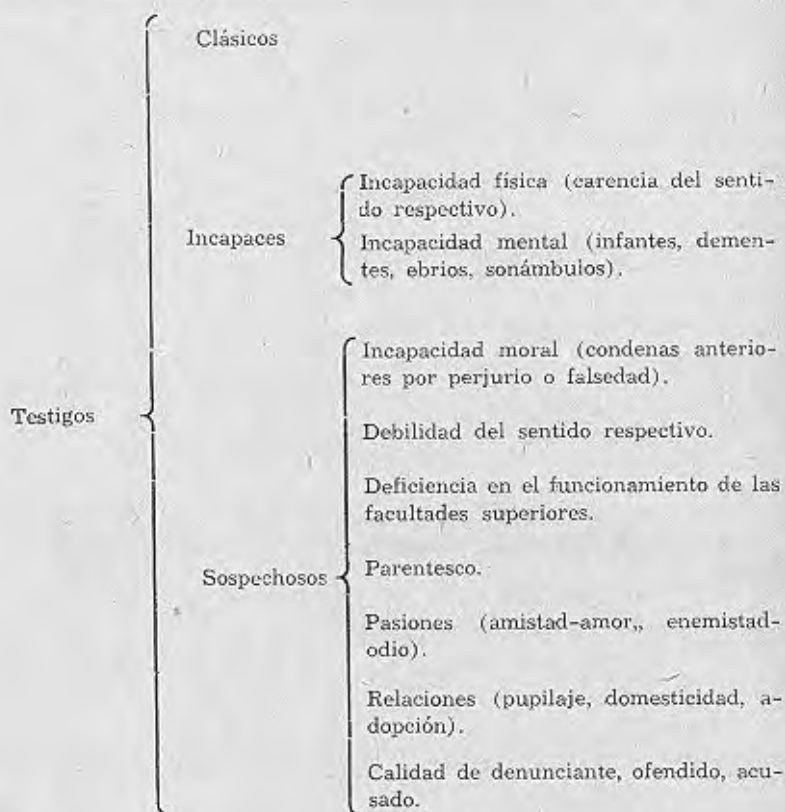 Clásicos
Incapaces
Incapacidad física (carencia del senti-
do respectivo).
Incapacidad mental (infantes, demen-
tes, ebrios, sonámbulos).
Testigos
Sospechosos
Incapacidad moral (condenas anterio-
res por perjurio o falsedad).
Debilidad del sentido respectivo.
Deficiencia en el funcionamiento de las
facultades superiores.
Parentesco.
Pasiones (amistad-amor,, enemistad-
odio).
Relaciones (pupilaje, domesticidad, a-
dopción).
Calidad de denunciante, ofendido, acu-
sado.